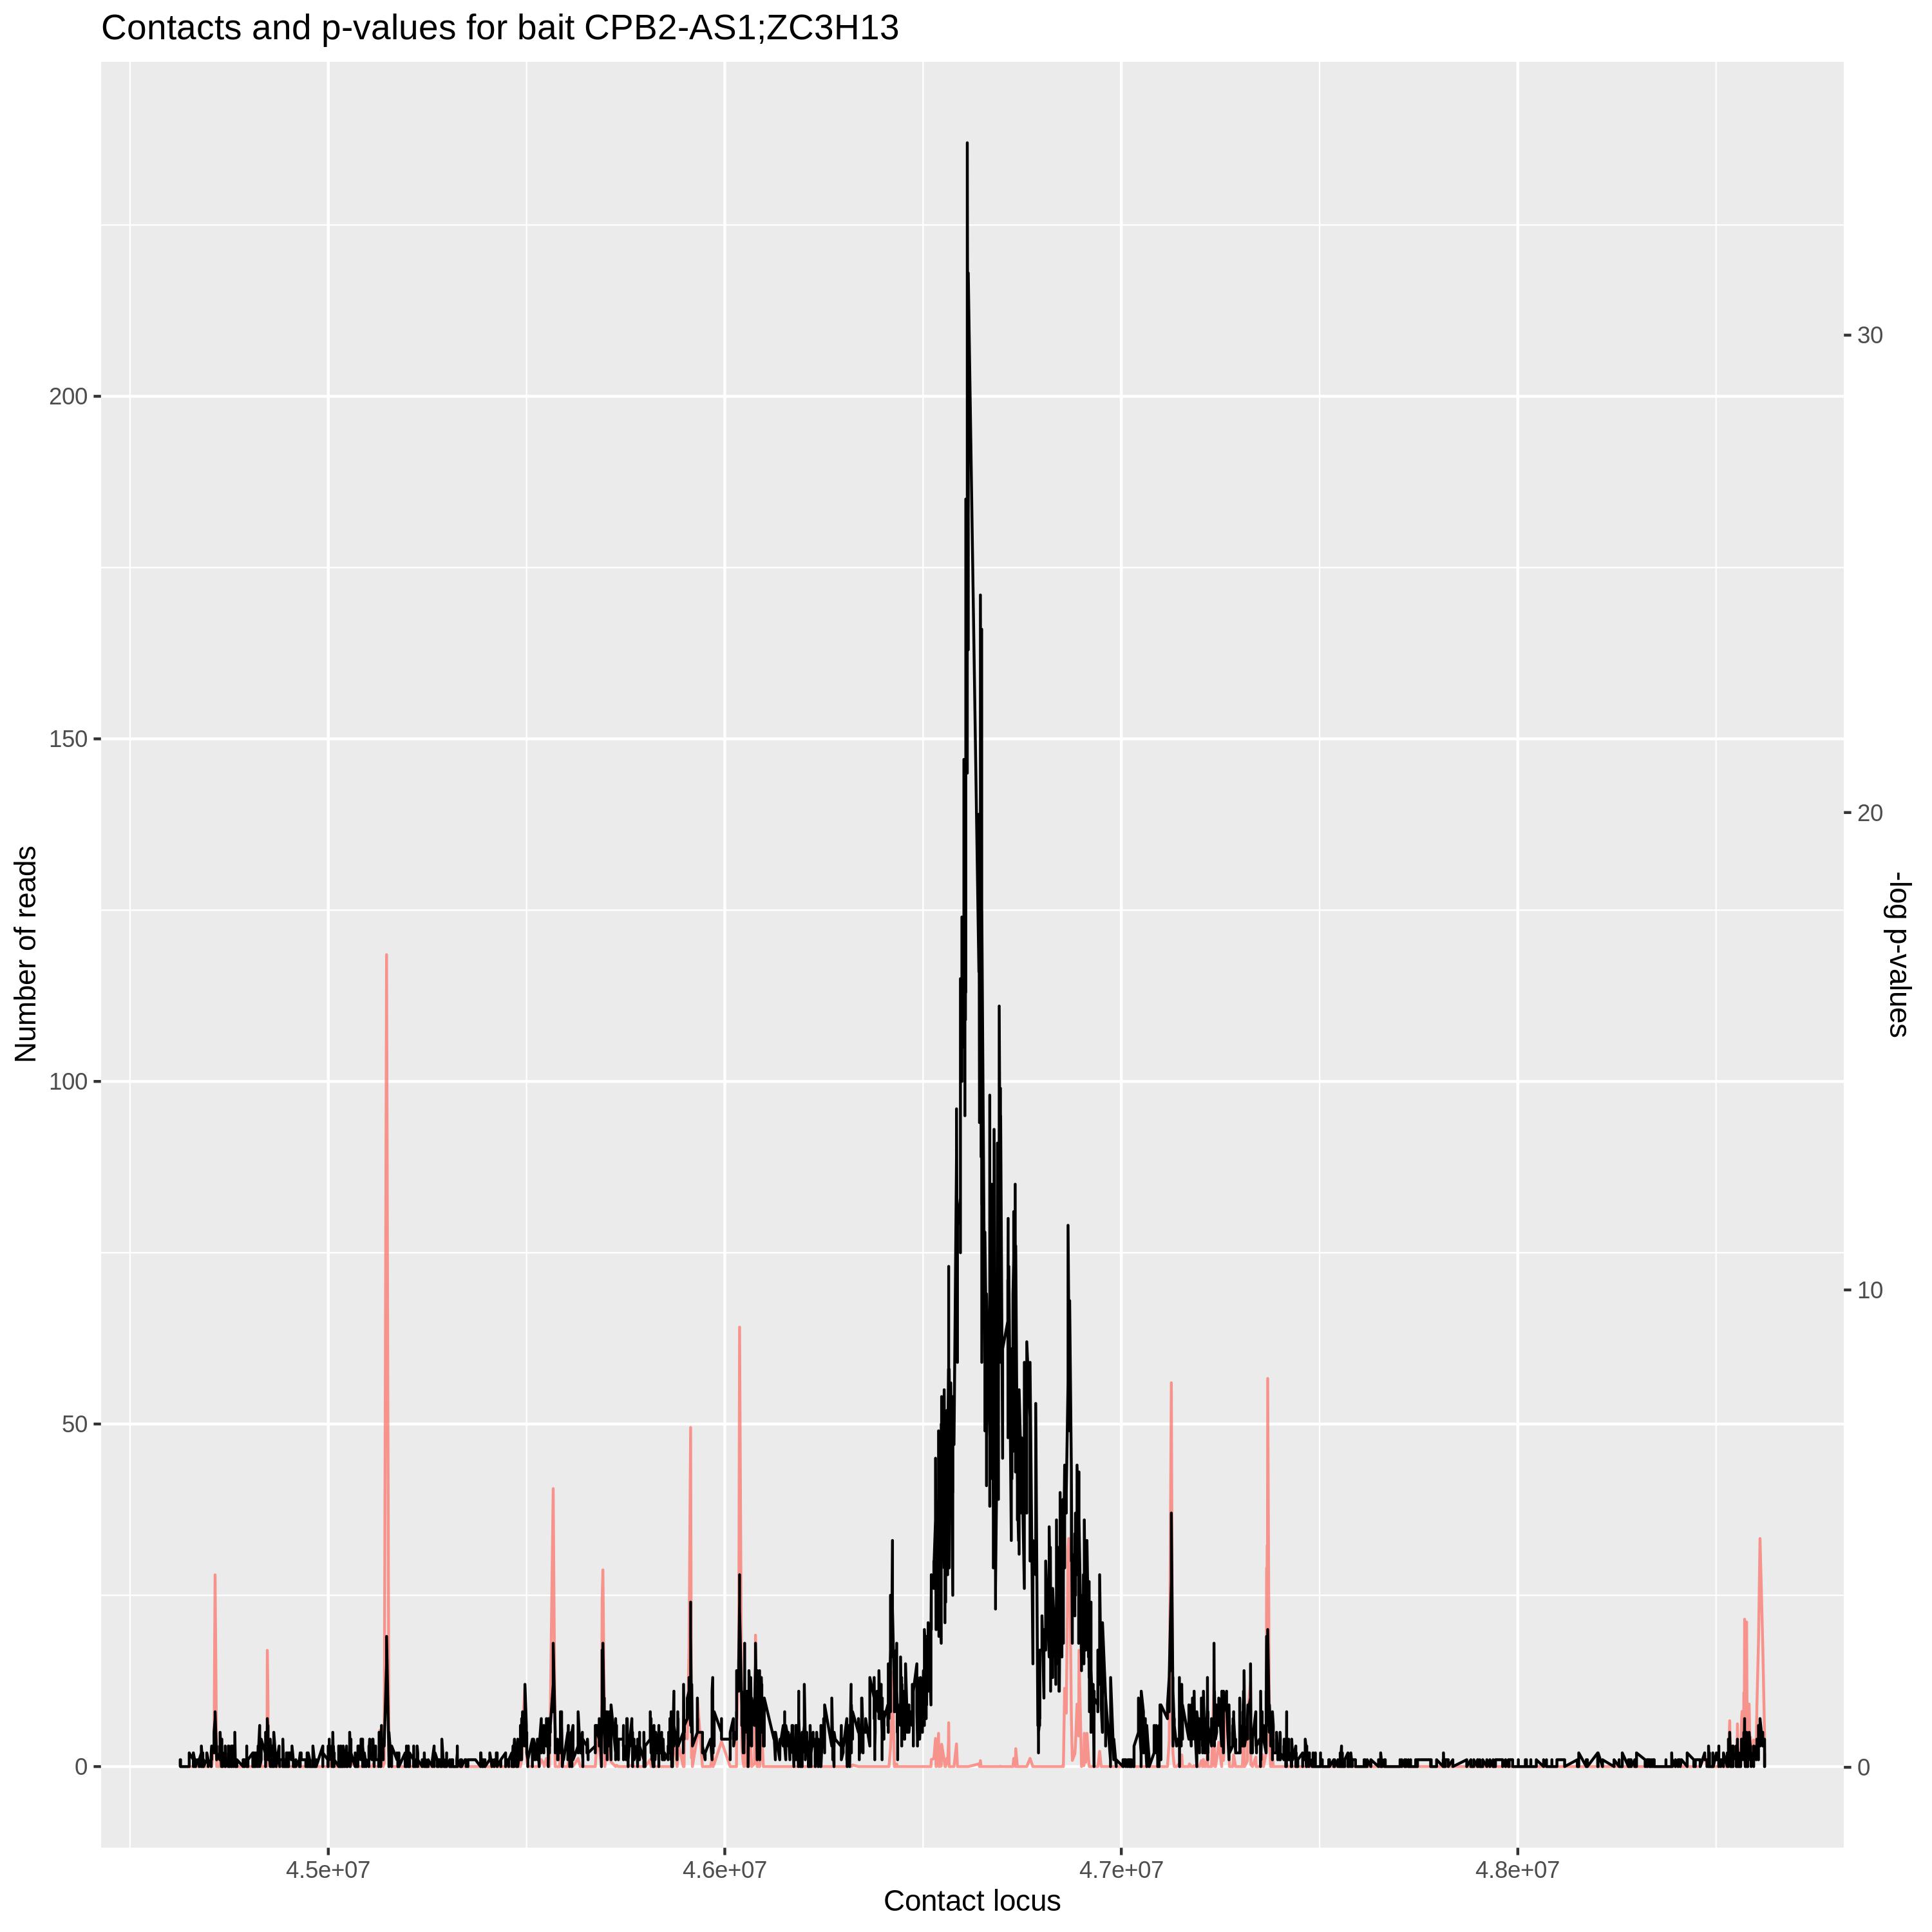 Contacts and p-values for bait CPB2-AS1;ZC3H13
Number of reads
200
150
100
50
0
30
20
10
0
-log p-values
4.5e+07
4.6e+07
4.7e+07
4.8e+07
Contact locus